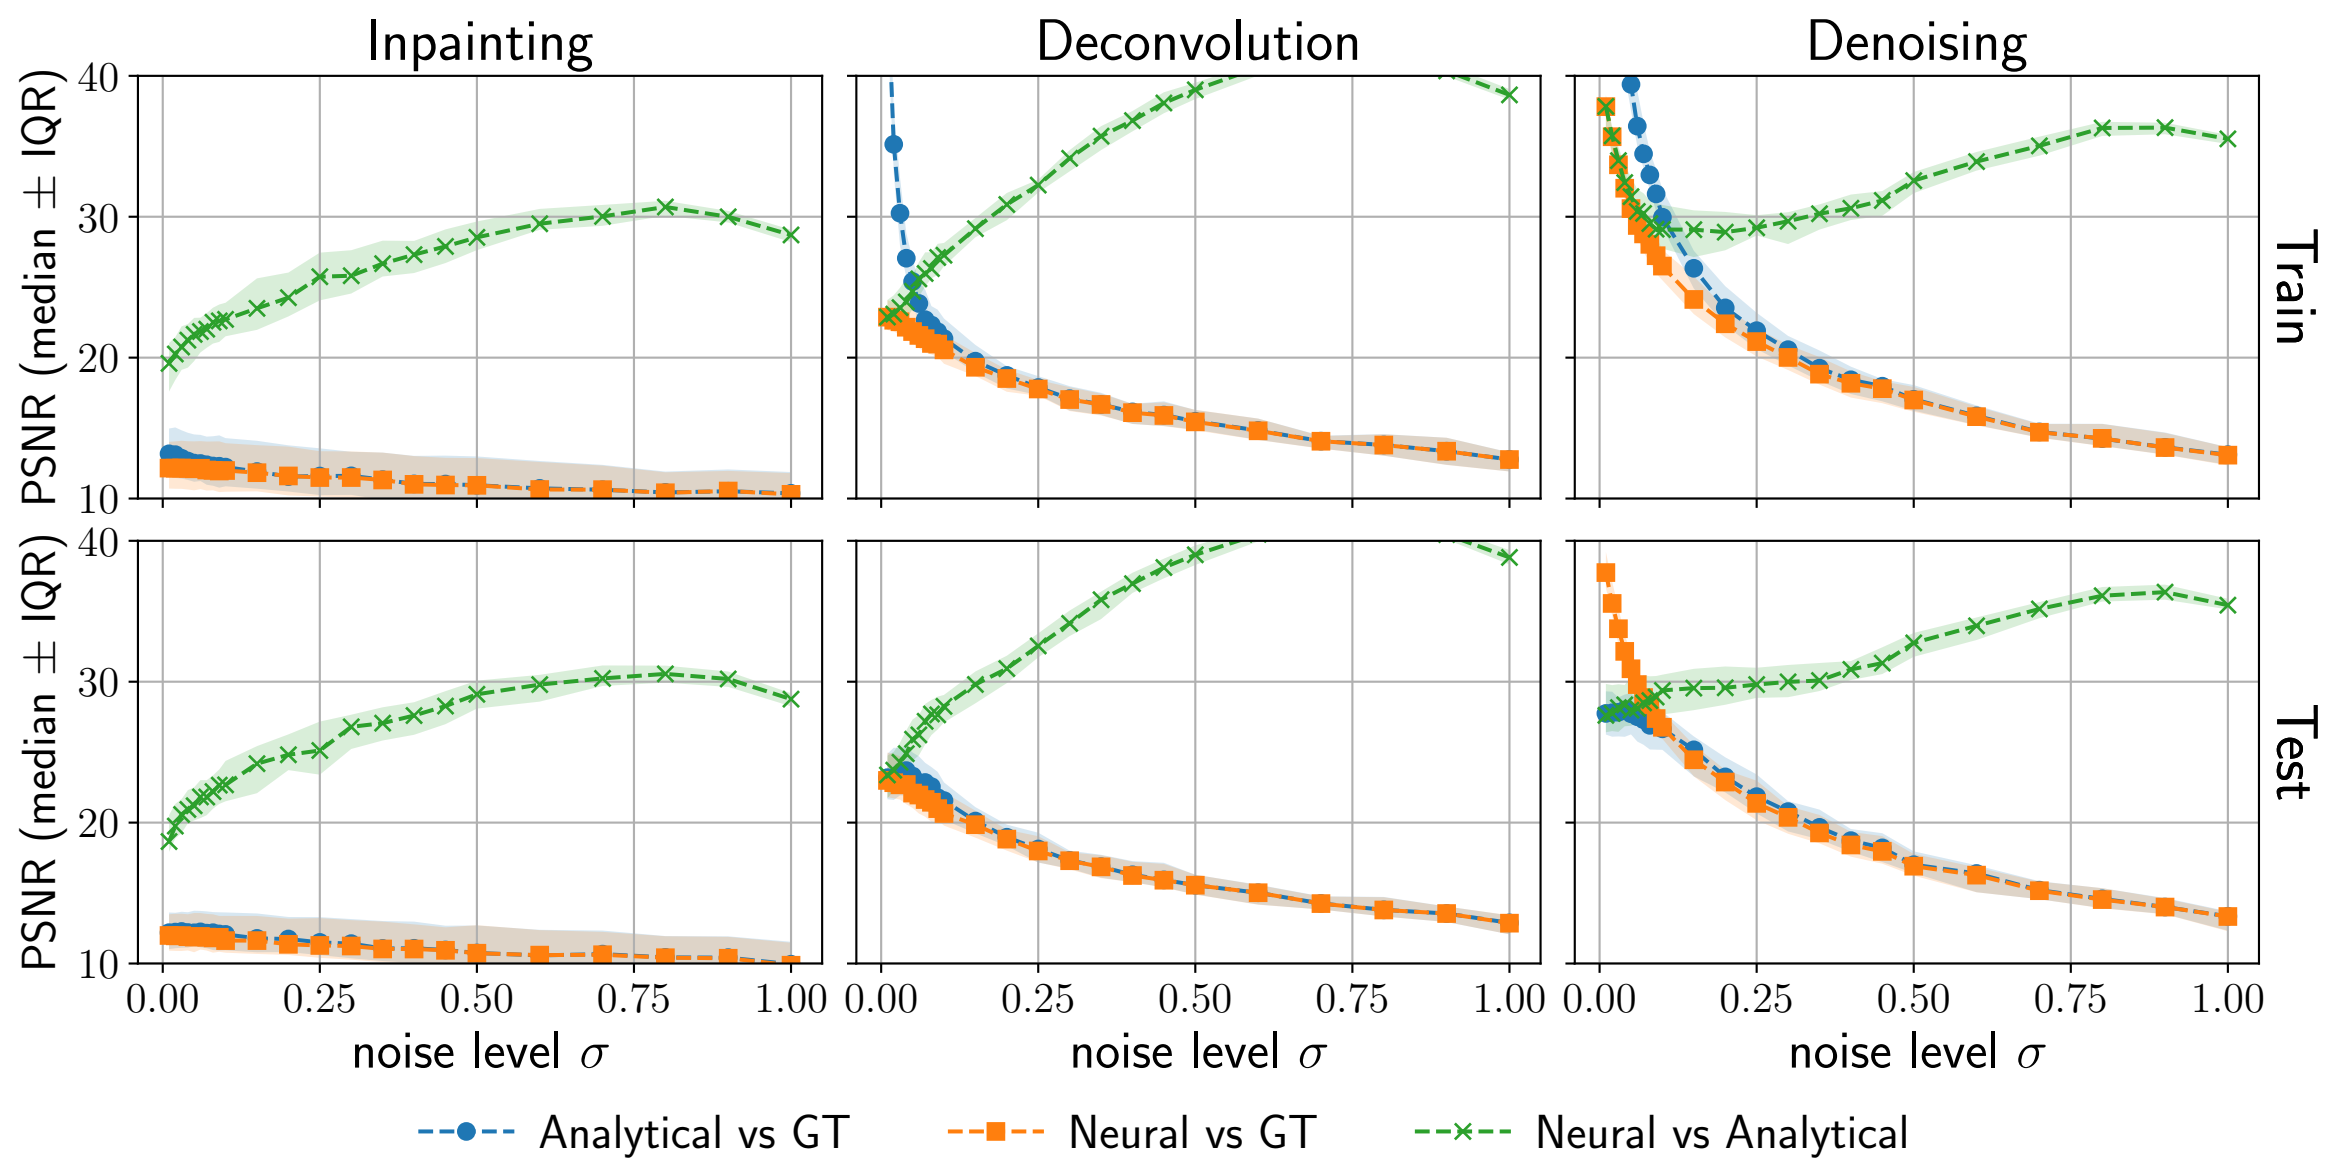 Inpainting
Deconvolution
Denoising
PSNR (median ± IQR)
40
30
20
10
Train
PSNR (median ± IQR)
40
30
20
10
Test
0.00 0.25 0.50 0.75 1.00
0.00 0.25 0.50 0.75 1.00
0.00 0.25 0.50 0.75 1.00
noise level σ
noise level σ
noise level σ
Analytical vs GT
Neural vs GT
Neural vs Analytical